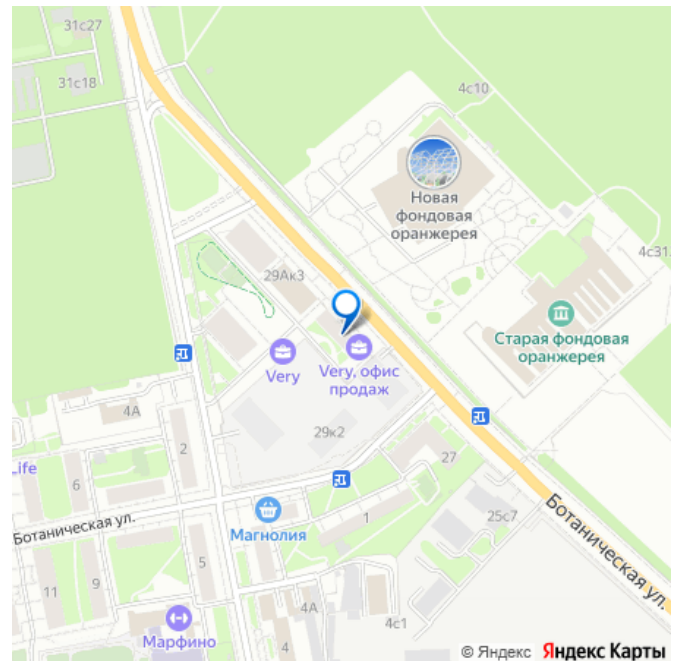 31с27
31с18
4с10
Новая
фондовая
оранжерея
4с31
29Ак3
Старая фондовая
оранжерея
Very
Very, офис
продаж
4А
29к2
2
27
Life
6
Ботаническая ул.
Магнолия
1
25с7
Ботаническая ул.
5
11
9
4А
4с1
Марфино
4
© Яндекс Яндекс Карты